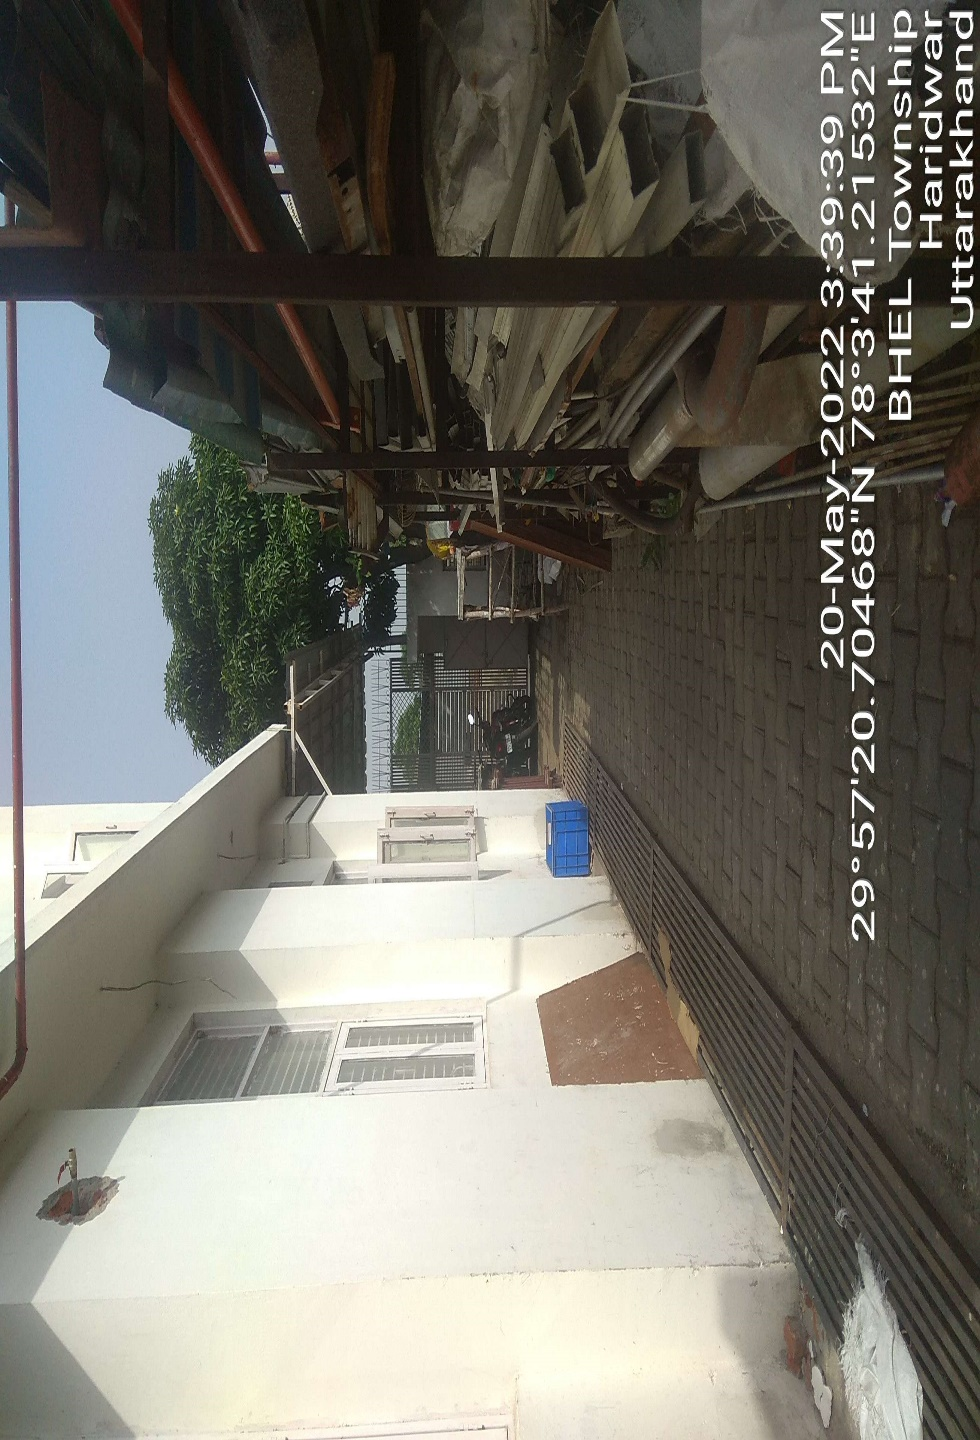 20-May-2022 3:39:39 PM
29°57'20.70468"N 78°3'41.21532"E
BHEL Township
Haridwar
Uttarakhand